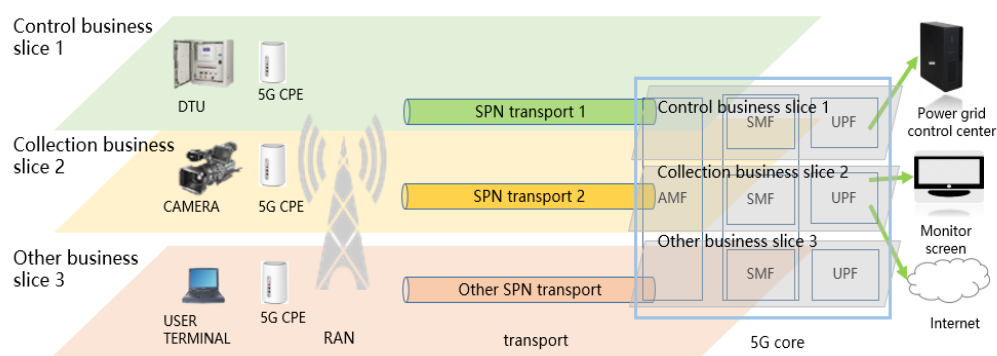 Control business
slice 1
DTU
5G CPE
SPN transport 1
Control business slice 1
SMF
UPF
Power grid
control center
Collection business
slice 2
CAMERA
5G CPE
SPN transport 2
Collection business slice 2
AMF
SMF
UPF
Monitor
screen
Other business
slice 3
USER
TERMINAL
5G CPE
RAN
Other SPN transport
transport
Other business slice 3
SMF
UPF
5G core
Internet